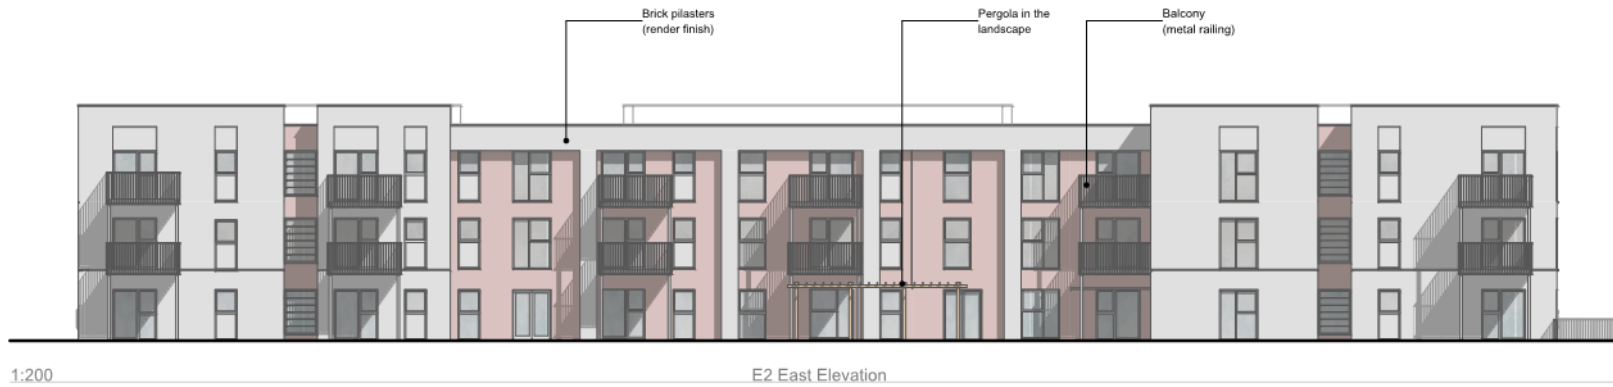 Brick pilasters
(render finish)
Pergola in the
landscape
Balcony
(metal railing)
1:200
E2 East Elevation